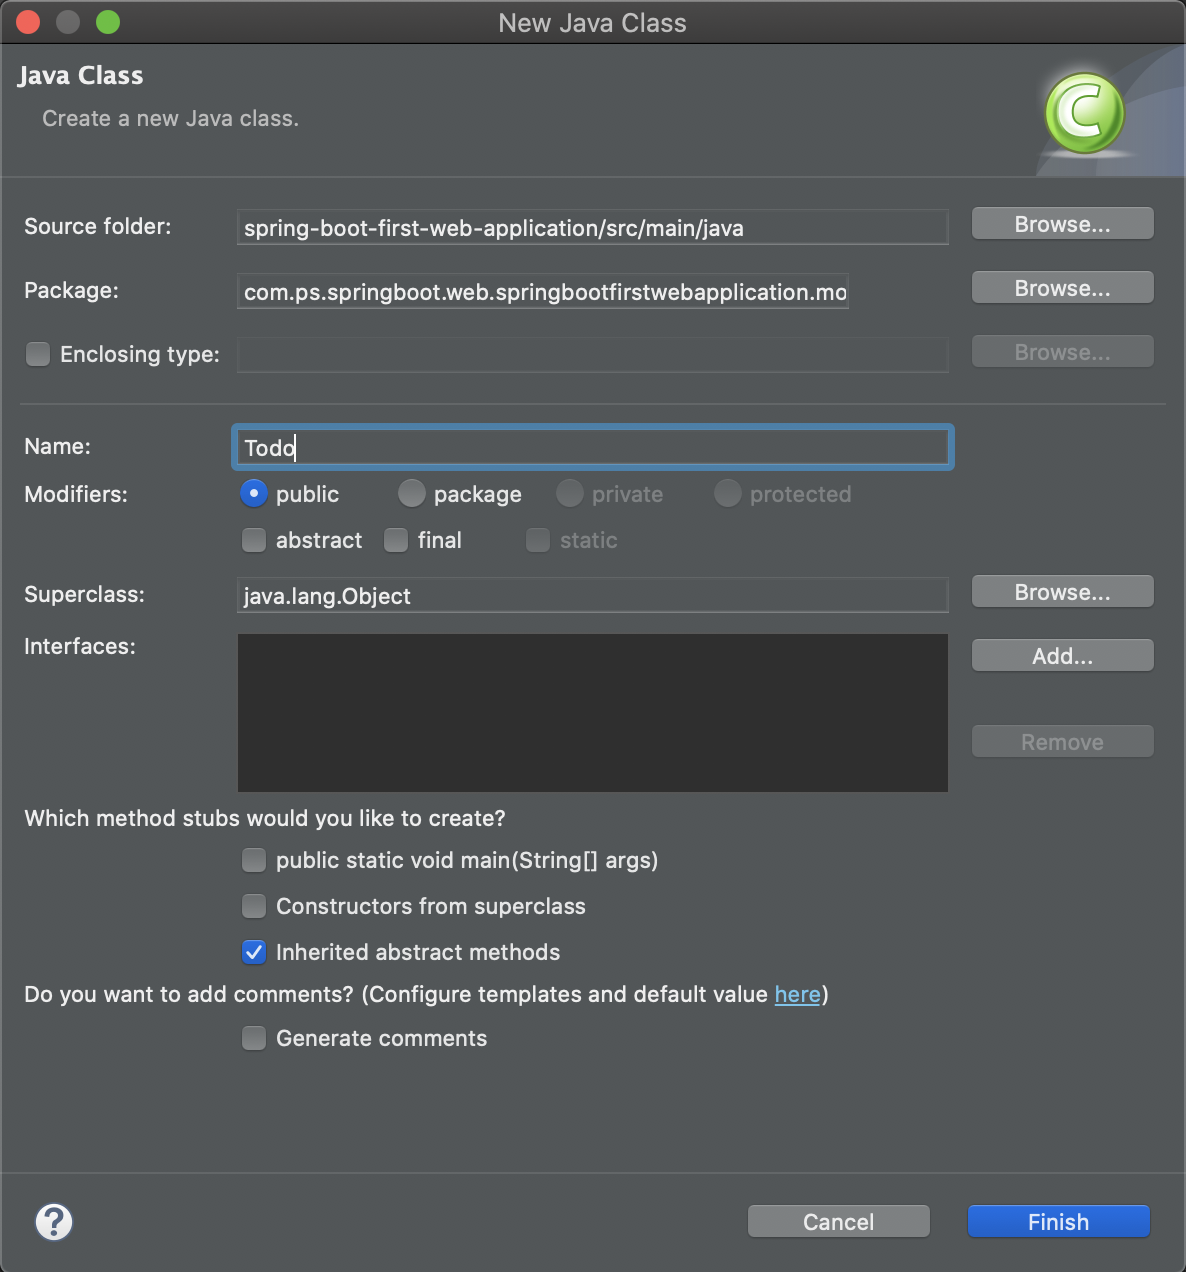 New Java Class
Java Class
Create a new Java class.
C
Source folder: spring-boot-first-web-application/src/main/java Browse...
Package: com.ps.springboot.web.springbootfirstwebapplication.mo Browse...
Enclosing type: Browse...
Name: Todo
Modifiers: public package private protected
abstract final static
Superclass: java.lang.Object Browse...
Interfaces: Add...
Remove
Which method stubs would you like to create?
public static void main(String[] args)
Constructors from superclass
Inherited abstract methods
Do you want to add comments? (Configure templates and default value here)
Generate comments
? Cancel Finish